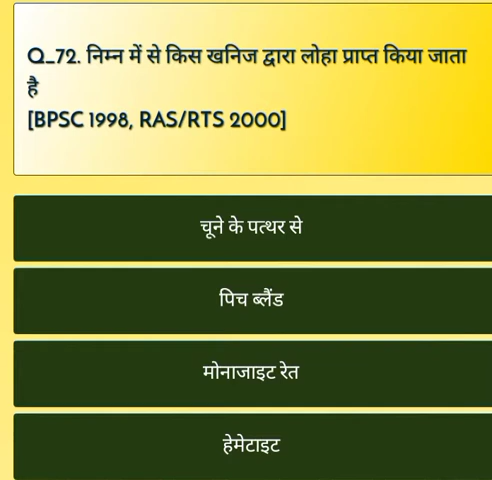 Q_72. निम्न में से किस खनिज द्वारा लोहा प्राप्त किया जाता
है
[BPSC 1998, RAS/RTS 2000]
चूने के पत्थर से
पिच ब्लैंड
मोनाजाइट रेत
हेमेटाइट